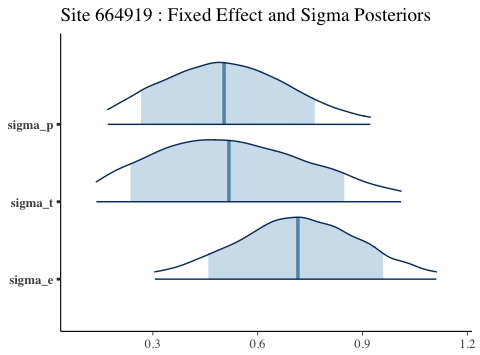 Site 664919 : Fixed Effect and Sigma Posteriors
sigma_p
sigma_t
sigma_e
0.3 0.6 0.9 1.2